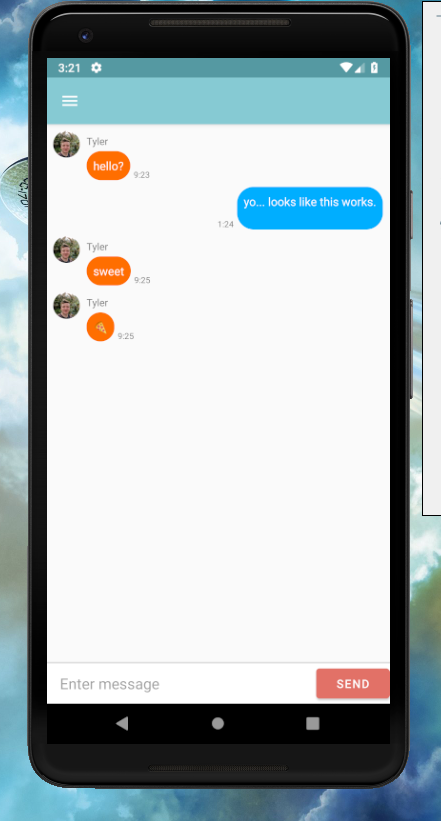 3:21
Tyler
hello?
9:23
yo... looks like this works.
1:24
Tyler
sweet
9:25
Tyler
9:25
Enter message
SEND